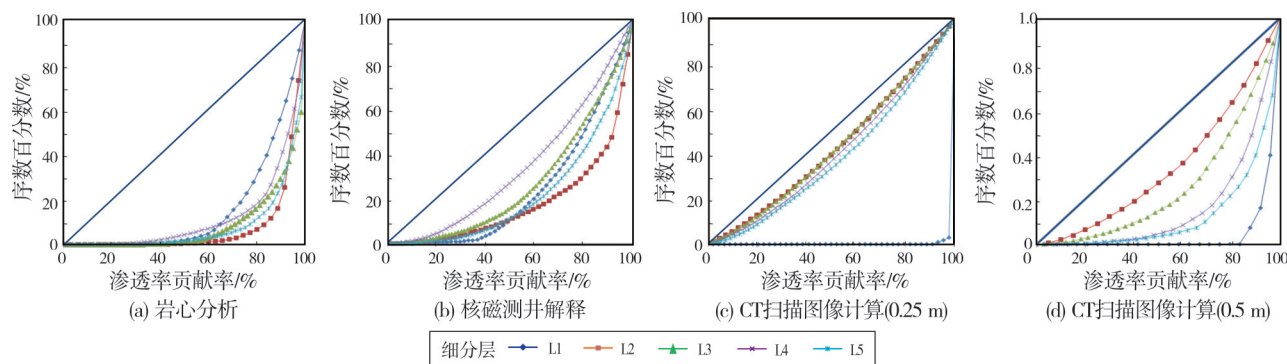 100
80
60
40
20
0
序数百分数/%
0 20 40 60 80 100
渗透率贡献率/%
(a) 岩心分析
100
80
60
40
20
0
序数百分数/%
0 20 40 60 80 100
渗透率贡献率/%
(b) 核磁测井解释
100
80
60
40
20
0
序数百分数/%
0 20 40 60 80 100
渗透率贡献率/%
(c) CT扫描图像计算(0.25 m)
1.0
0.8
0.6
0.4
0.2
0
序数百分数/%
0 20 40 60 80 100
渗透率贡献率/%
(d) CT扫描图像计算(0.5 m)
细分层 L1 L2 L3 L4 L5